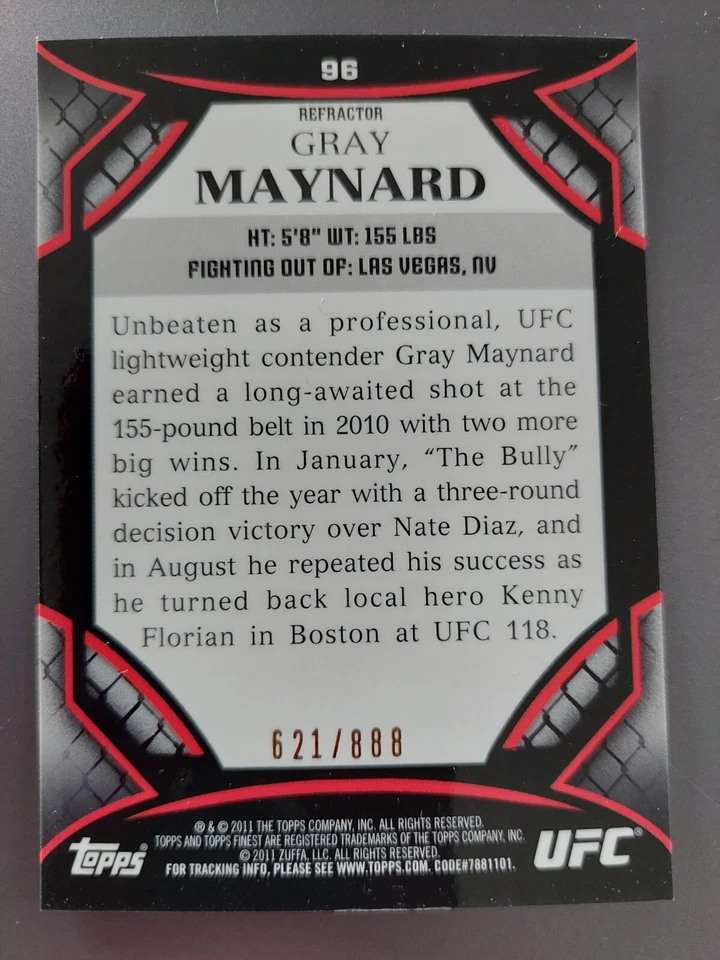 96
REFRACTOR
GRAY
MAYNARD
HT: 5'8" WT: 155 LBS
FIGHTING OUT OF: LAS VEGAS, NV
Unbeaten as a professional, UFC
lightweight contender Gray Maynard
earned a long-awaited shot at the
155-pound belt in 2010 with two more
big wins. In January, “The Bully”
kicked off the year with a three-round
decision victory over Nate Diaz, and
in August he repeated his success as
he turned back local hero Kenny
Florian in Boston at UFC 118.
621/888
® & © 2011 THE TOPPS COMPANY, INC. ALL RIGHTS RESERVED.
TOPPS AND TOPPS FINEST ARE REGISTERED TRADEMARKS OF THE TOPPS COMPANY, INC.
© 2011 ZUFFA, LLC. ALL RIGHTS RESERVED.
FOR TRACKING INFO, PLEASE SEE WWW.TOPPS.COM. CODE#7881101.
topps®
UFC®